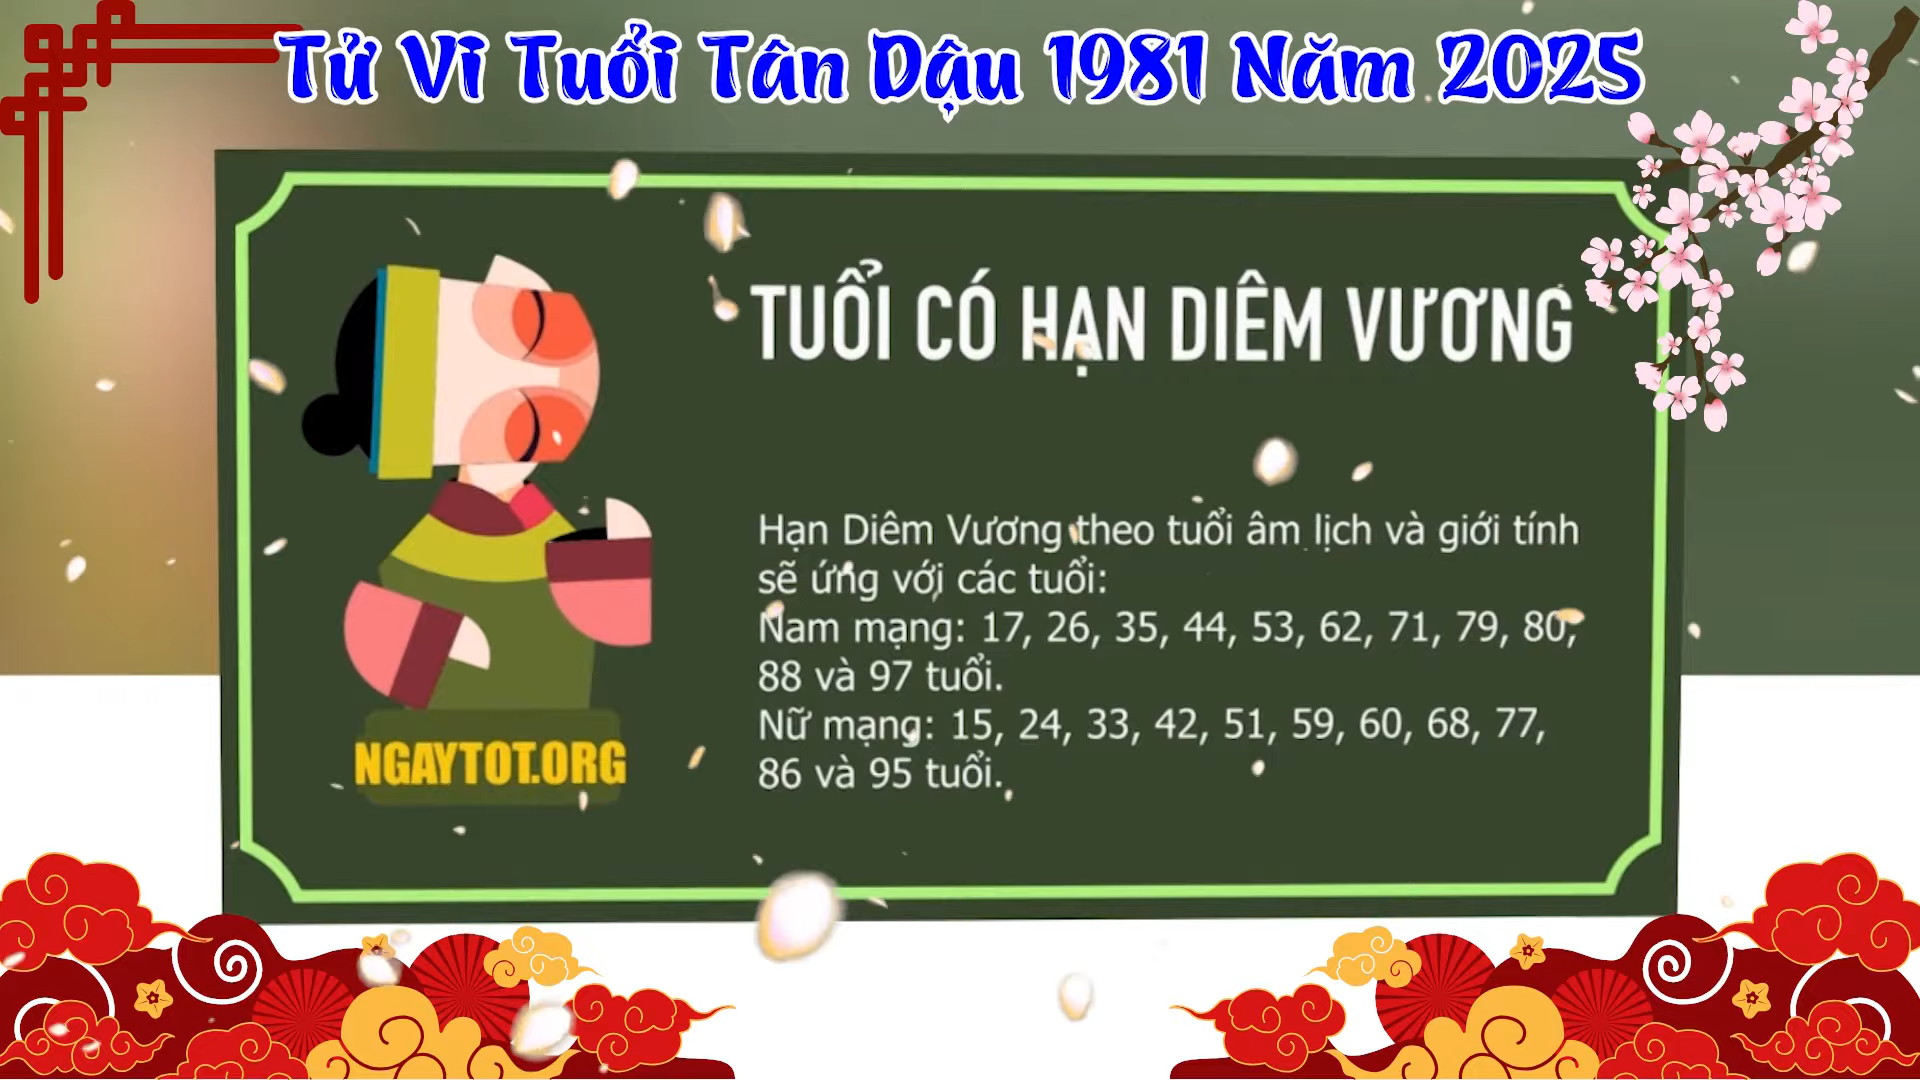 Tử Vi Tuổi Tân Dậu 1981 Năm 2025
TUỔI CÓ HẠN DIÊM VƯƠNG
Hạn Diêm Vương theo tuổi âm lịch và giới tính
sẽ ứng với các tuổi:
Nam mạng: 17, 26, 35, 44, 53, 62, 71, 79, 80,
88 và 97 tuổi.
Nữ mạng: 15, 24, 33, 42, 51, 59, 60, 68, 77,
86 và 95 tuổi.
NGAYTOT.ORG